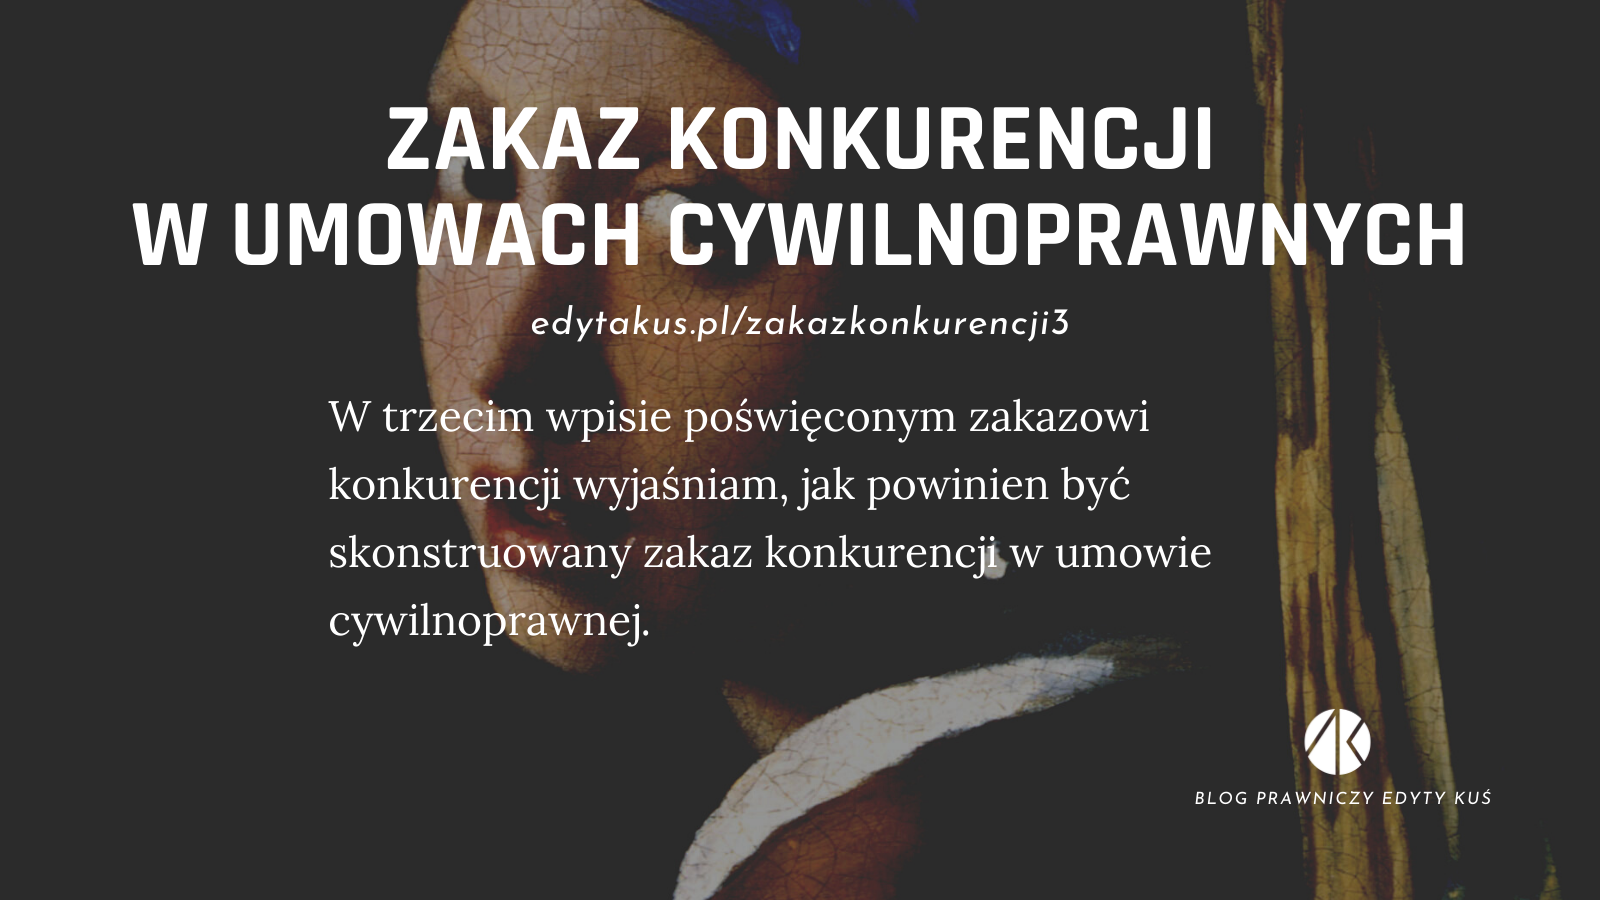 ZAKAZ KONKURENCJI
W UMOWACH CYWILNOPRAWNYCH
edytakus.pl/zakazkonkurencji3
W trzecim wpisie poświęconym zakazowi
konkurencji wyjaśniam, jak powinien być
skonstruowany zakaz konkurencji w umowie
cywilnoprawnej.
BLOG PRAWNICZY EDYTY KUŚ